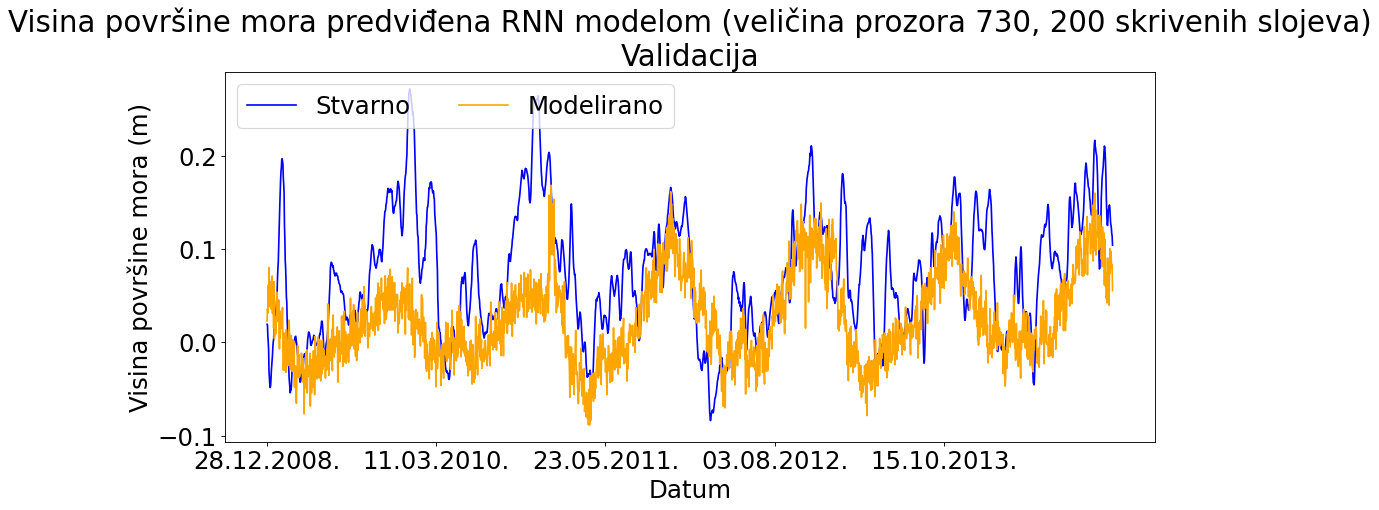 Visina površine mora predviđena RNN modelom (veličina prozora 730, 200 skrivenih slojeva)
Validacija
Stvarno Modelirano
Visina površine mora (m)
0.2
0.1
0.0
−0.1
28.12.2008. 11.03.2010. 23.05.2011. 03.08.2012. 15.10.2013.
Datum